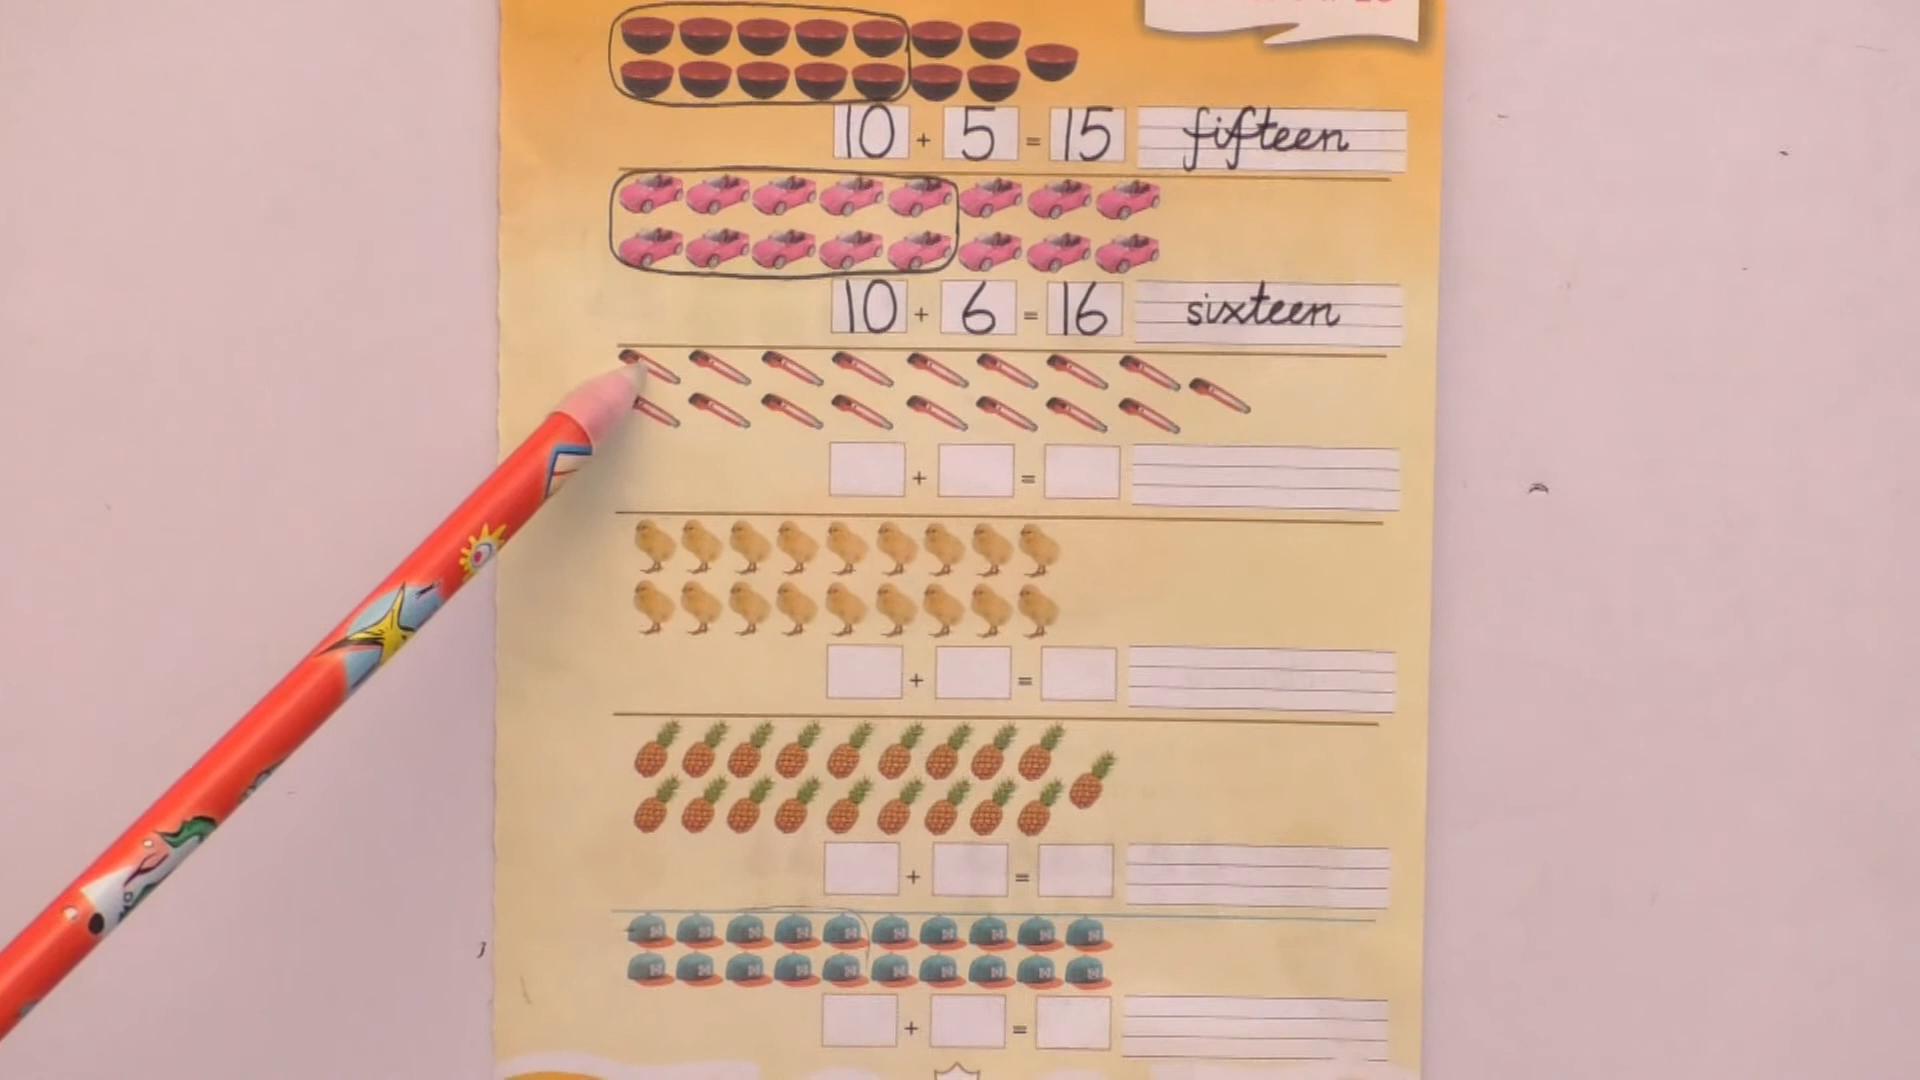 10 + 5 = 15 fifteen
10 + 6 = 16 sixteen
+ =
+ =
+ =
+ =